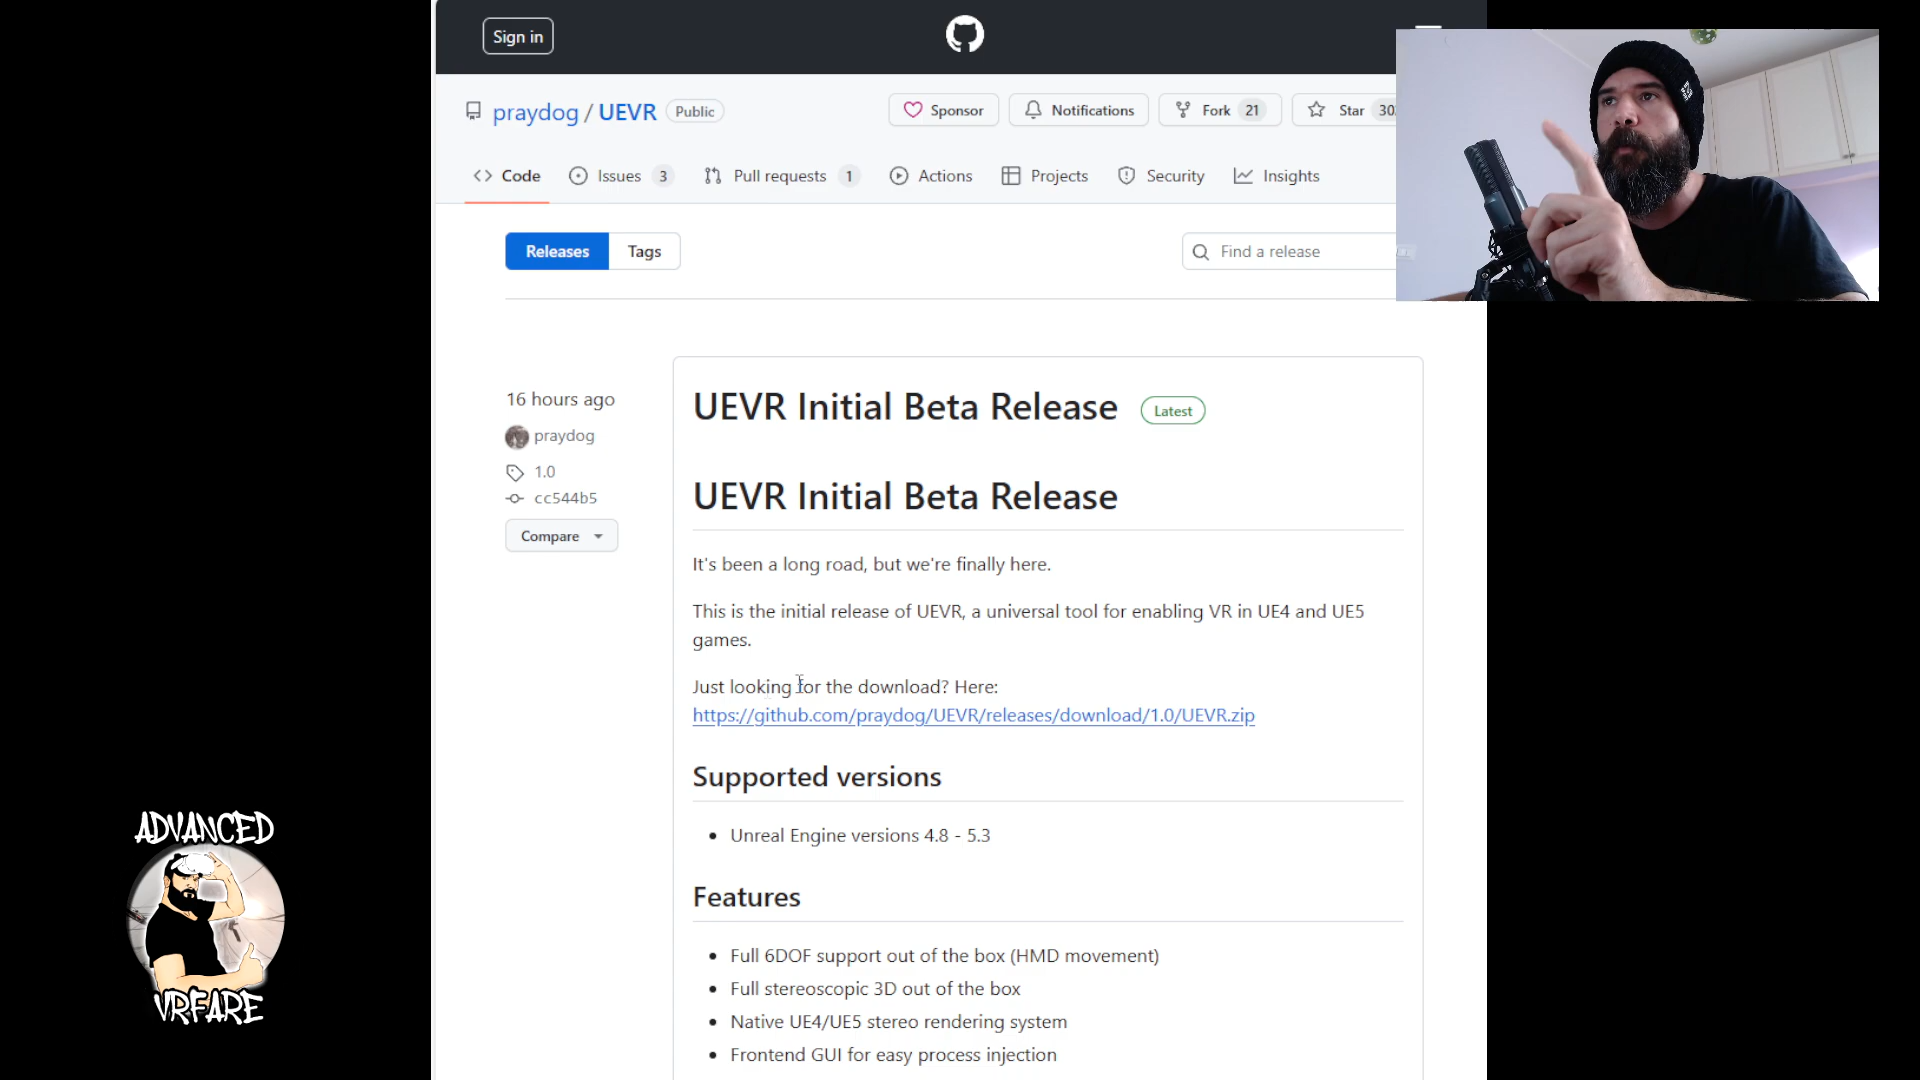 Sign in
praydog / UEVR Public
Sponsor Notifications Fork 21 Star
Code Issues 3 Pull requests 1 Actions Projects Security Insights
Releases Tags
Find a release
16 hours ago
praydog
1.0
cc544b5
Compare
UEVR Initial Beta Release Latest
UEVR Initial Beta Release
It's been a long road, but we're finally here.
This is the initial release of UEVR, a universal tool for enabling VR in UE4 and UE5
games.
Just looking for the download? Here:
https://github.com/praydog/UEVR/releases/download/1.0/UEVR.zip
Supported versions
• Unreal Engine versions 4.8 - 5.3
Features
• Full 6DOF support out of the box (HMD movement)
• Full stereoscopic 3D out of the box
• Native UE4/UE5 stereo rendering system
• Frontend GUI for easy process injection
ADVANCED
VRFARE